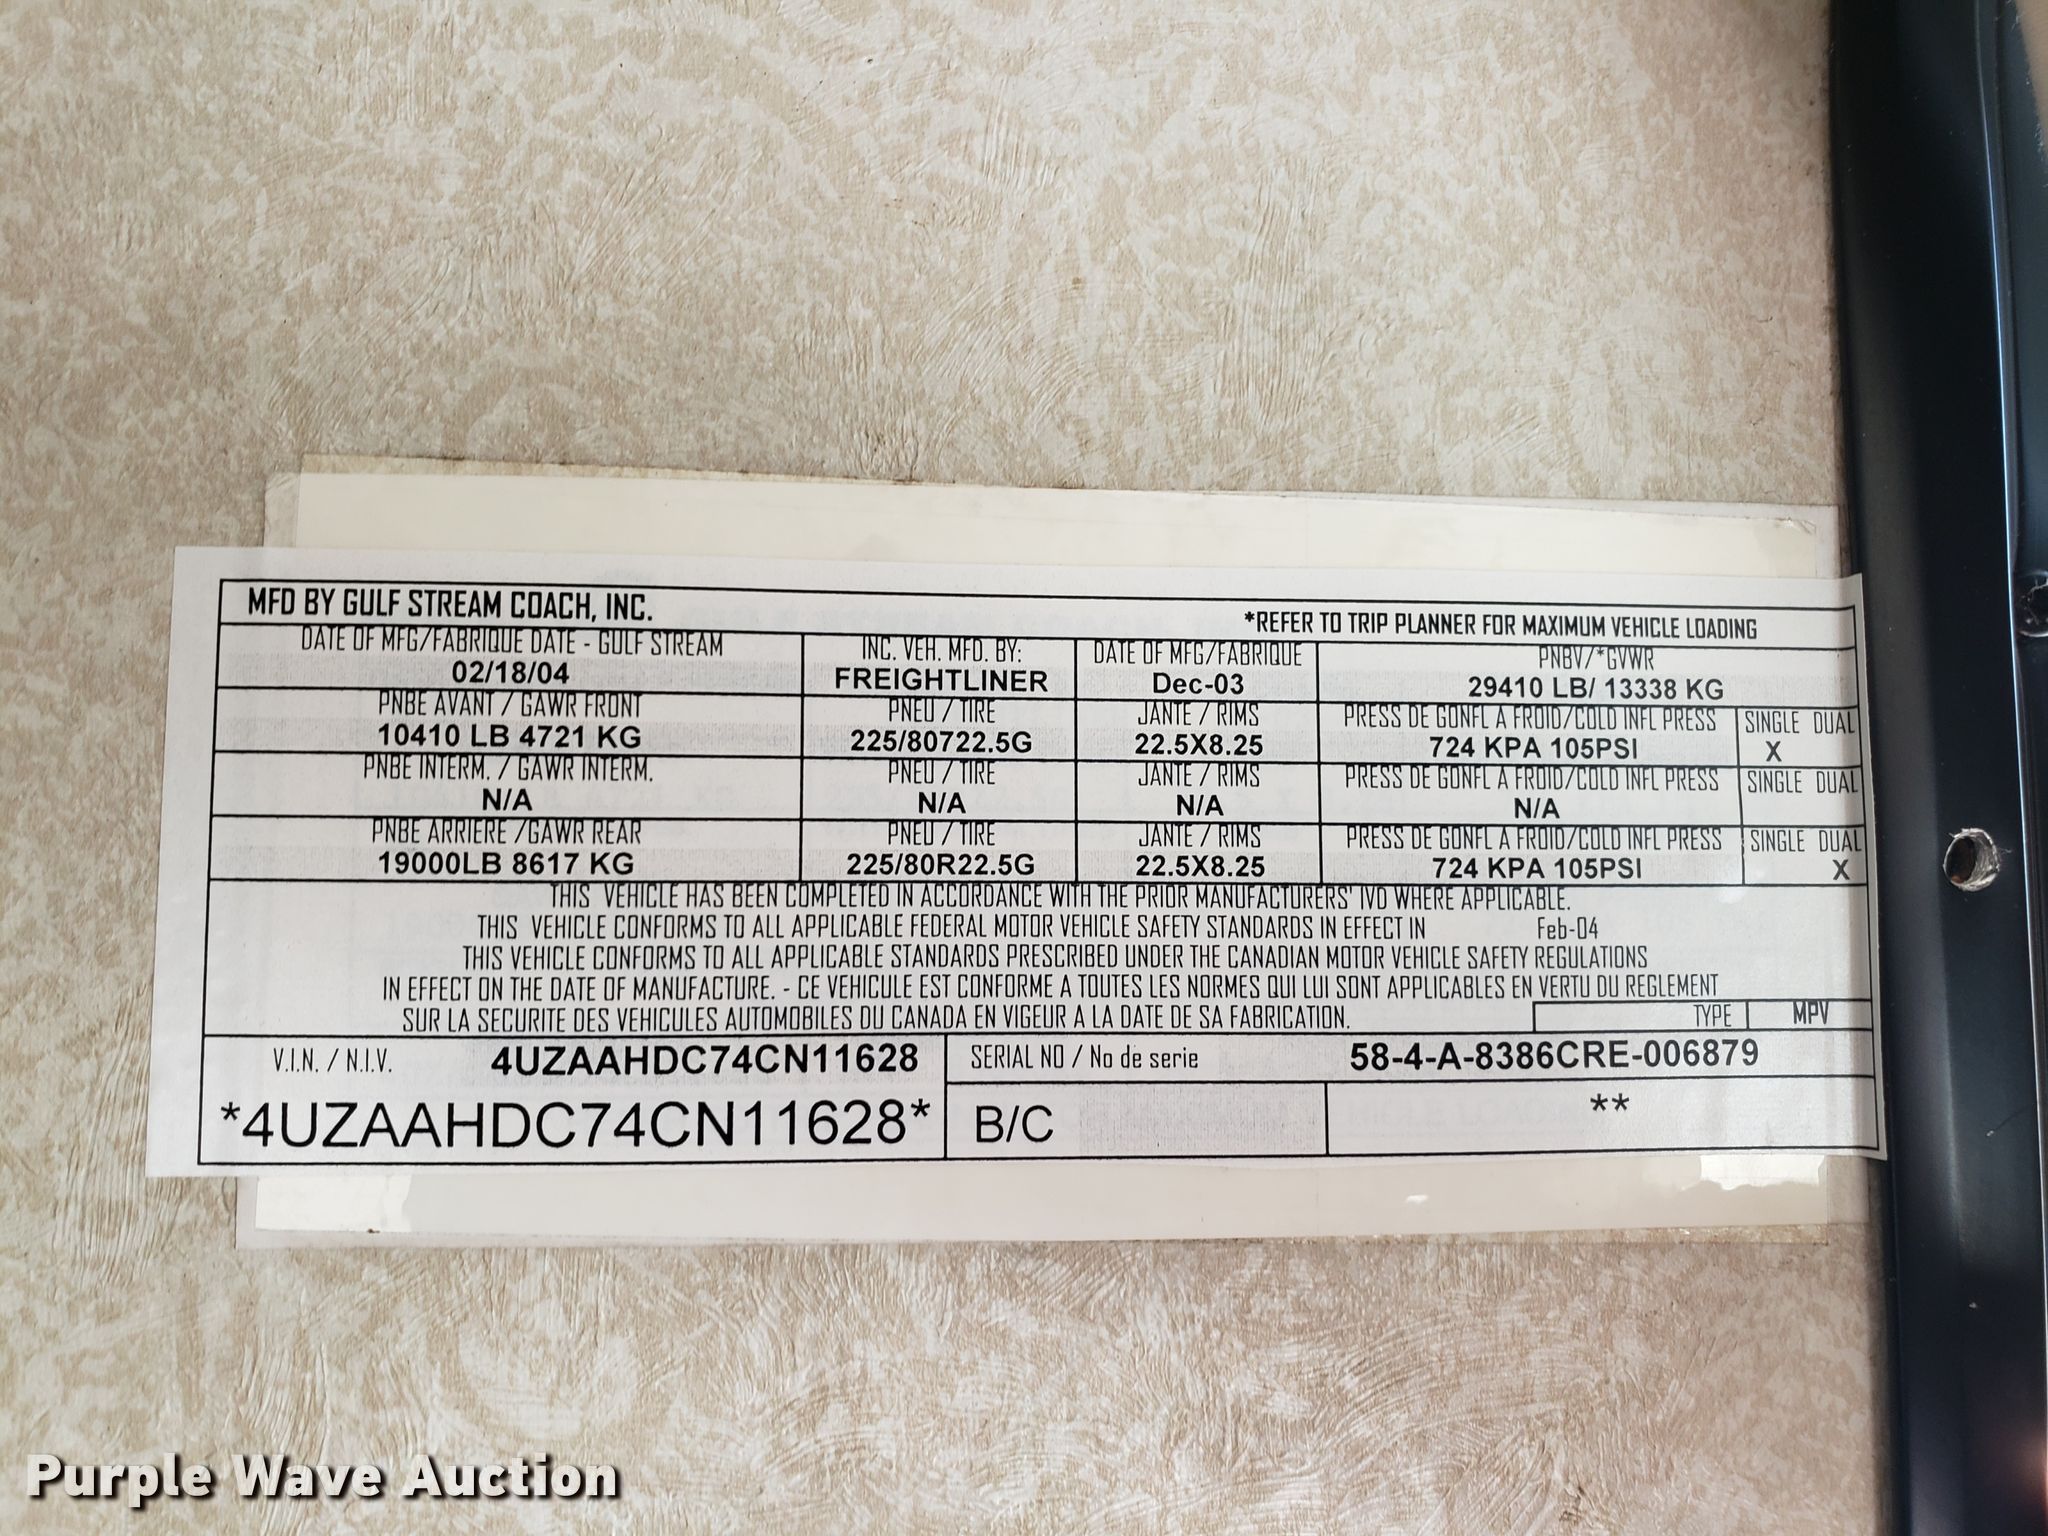 MFD BY GULF STREAM COACH, INC. *REFER TO TRIP PLANNER FOR MAXIMUM VEHICLE LOADING
DATE OF MFG/FABRIQUE DATE - GULF STREAM INC. VEH. MFD. BY: DATE OF MFG/FABRIQUE PNBV/*GVWR
02/18/04 FREIGHTLINER Dec-03 29410 LB/ 13338 KG
PNBE AVANT / GAWR FRONT PNEU / TIRE JANTE / RIMS PRESS DE GONFL A FROID/COLD INFL PRESS SINGLE DUAL
10410 LB 4721 KG 225/80722.5G 22.5X8.25 724 KPA 105PSI X
PNBE INTERM. / GAWR INTERM. PNEU / TIRE JANTE / RIMS PRESS DE GONFL A FROID/COLD INFL PRESS SINGLE DUAL
N/A N/A N/A N/A
PNBE ARRIERE /GAWR REAR PNEU / TIRE JANTE / RIMS PRESS DE GONFL A FROID/COLD INFL PRESS SINGLE DUAL
19000LB 8617 KG 225/80R22.5G 22.5X8.25 724 KPA 105PSI X
THIS VEHICLE HAS BEEN COMPLETED IN ACCORDANCE WITH THE PRIOR MANUFACTURERS' IVD WHERE APPLICABLE.
THIS VEHICLE CONFORMS TO ALL APPLICABLE FEDERAL MOTOR VEHICLE SAFETY STANDARDS IN EFFECT IN Feb-04
THIS VEHICLE CONFORMS TO ALL APPLICABLE STANDARDS PRESCRIBED UNDER THE CANADIAN MOTOR VEHICLE SAFETY REGULATIONS
IN EFFECT ON THE DATE OF MANUFACTURE. - CE VEHICULE EST CONFORME A TOUTES LES NORMES QUI LUI SONT APPLICABLES EN VERTU DU REGLEMENT
SUR LA SECURITE DES VEHICULES AUTOMOBILES DU CANADA EN VIGEUR A LA DATE DE SA FABRICATION. TYPE MPV
V.I.N. / N.I.V. 4UZAAHDC74CN11628 SERIAL NO / No de serie 58-4-A-8386CRE-006879
*4UZAAHDC74CN11628* B/C **
Purple Wave Auction